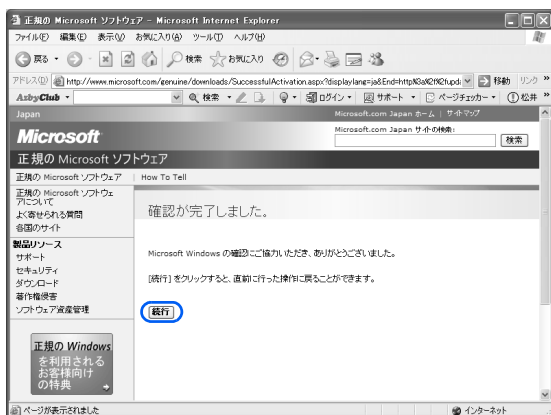 正規の Microsoft ソフトウェア - Microsoft Internet Explorer
ファイル(F) 編集(E) 表示(V) お気に入り(A) ツール(T) ヘルプ(H)
戻る 検索 お気に入り
アドレス(D) http://www.microsoft.com/genuine/downloads/SuccessfulActivation.aspx?displaylang=ja&End=http%3a%2f%2fupd 移動 リンク »
AzbyClub 検索 ログイン サポート ページチェッカー 松井 »
Japan Microsoft.com Japan ホーム | サイトマップ
Microsoft Microsoft.com Japan サイトの検索:
検索
正規の Microsoft ソフトウェア
正規の Microsoft ソフトウェア | How To Tell
正規の Microsoft ソフトウェ
アについて
よく寄せられる質問
各国のサイト
製品リソース
サポート
セキュリティ
ダウンロード
著作権侵害
ソフトウェア資産管理
正規の Windows
を利用される
お客様向け
の特典
確認が完了しました。
Microsoft Windows の確認にご協力いただき、ありがとうございました。
[続行] をクリックすると、直前に行った操作に戻ることができます。
続行
ページが表示されました インターネット